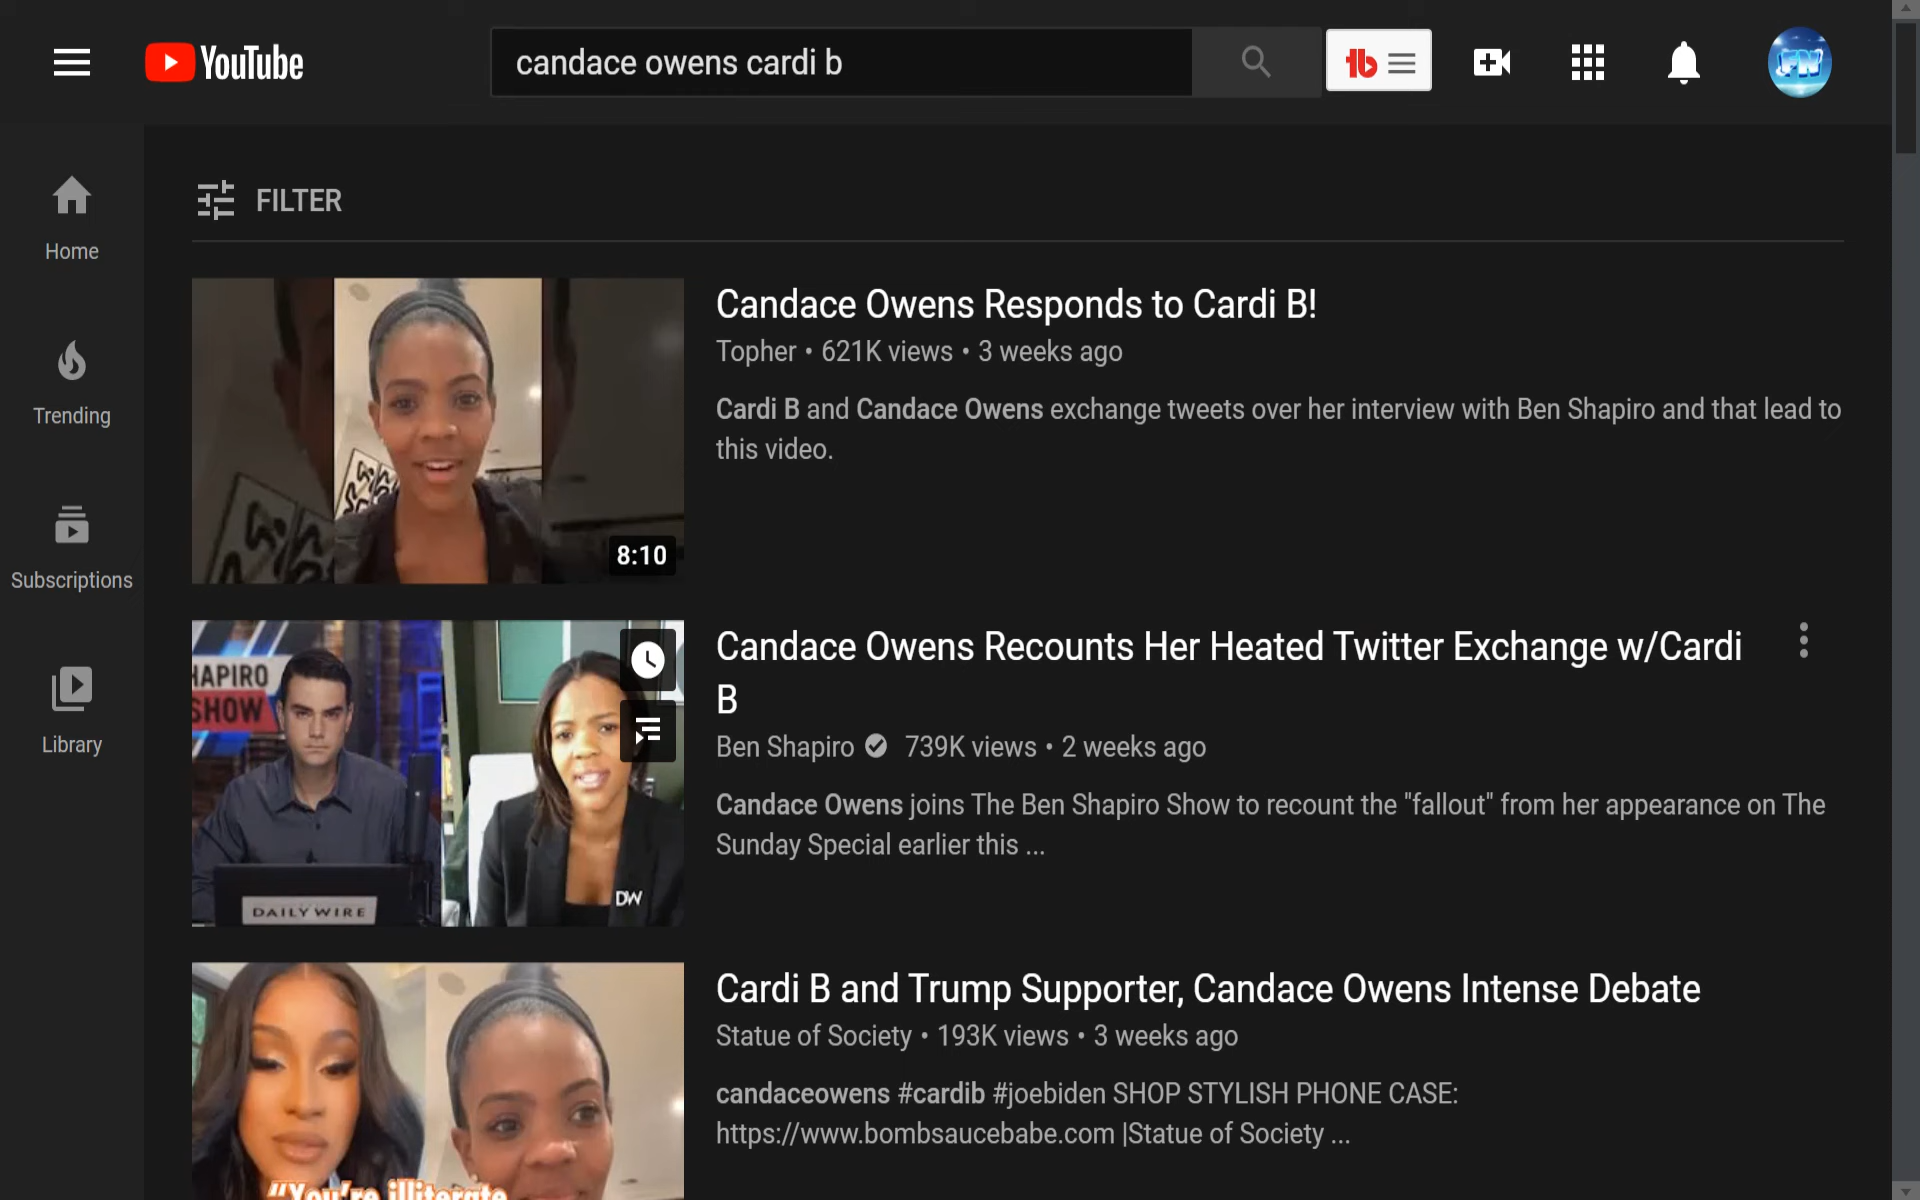 YouTube
candace owens cardi b
tb
FN
FILTER
Home
Trending
Subscriptions
Library
Candace Owens Responds to Cardi B!
Topher • 621K views • 3 weeks ago
Cardi B and Candace Owens exchange tweets over her interview with Ben Shapiro and that lead to
this video.
8:10
Candace Owens Recounts Her Heated Twitter Exchange w/Cardi
B
Ben Shapiro 739K views • 2 weeks ago
Candace Owens joins The Ben Shapiro Show to recount the "fallout" from her appearance on The
Sunday Special earlier this ...
HAPIRO
SHOW
DAILY WIRE
DW
Cardi B and Trump Supporter, Candace Owens Intense Debate
Statue of Society • 193K views • 3 weeks ago
candaceowens #cardib #joebiden SHOP STYLISH PHONE CASE:
https://www.bombsaucebabe.com |Statue of Society ...
"You're illiterate